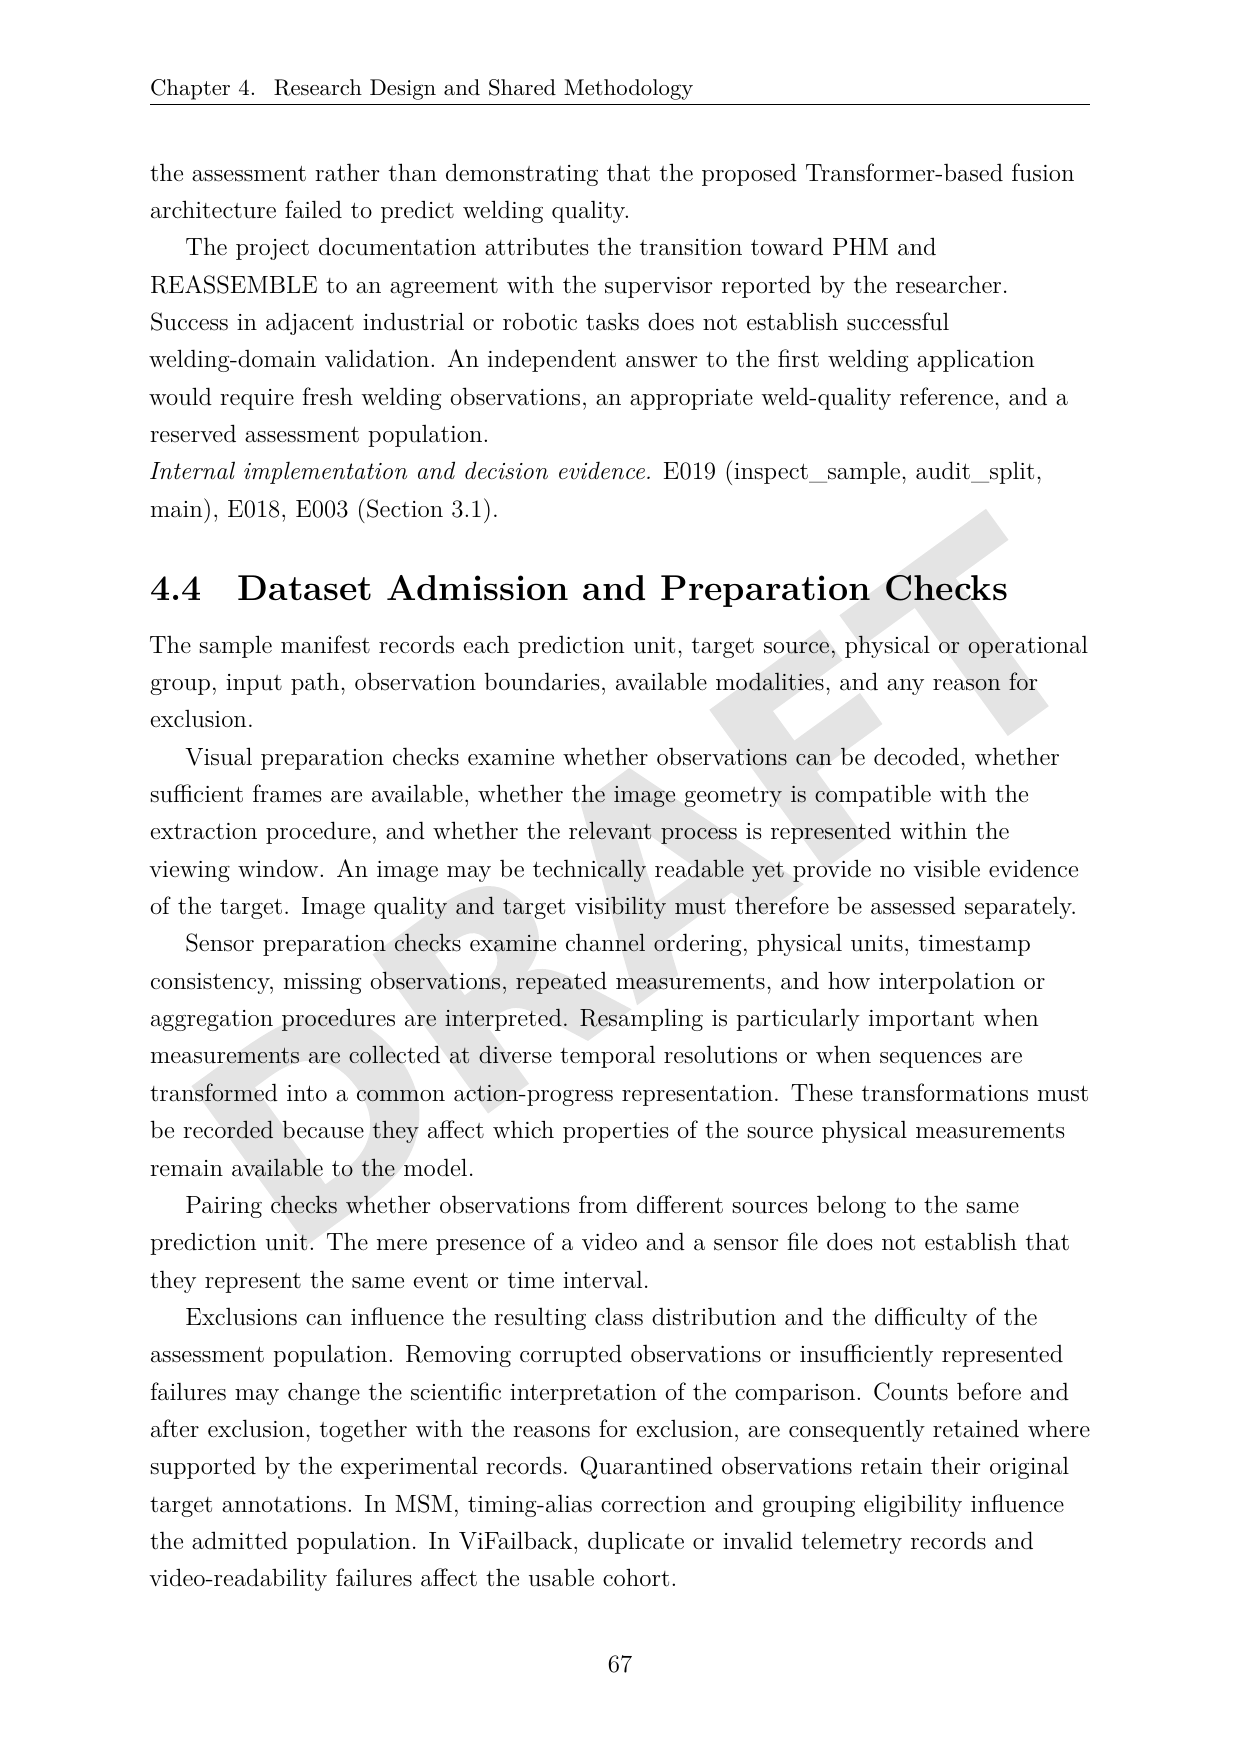 Chapter 4. Research Design and Shared Methodology
the assessment rather than demonstrating that the proposed Transformer-based fusion
architecture failed to predict welding quality.
The project documentation attributes the transition toward PHM and
REASSEMBLE to an agreement with the supervisor reported by the researcher.
Success in adjacent industrial or robotic tasks does not establish successful
welding-domain validation. An independent answer to the first welding application
would require fresh welding observations, an appropriate weld-quality reference, and a
reserved assessment population.
Internal implementation and decision evidence. E019 (inspect_sample, audit_split,
main), E018, E003 (Section 3.1).
4.4 Dataset Admission and Preparation Checks
The sample manifest records each prediction unit, target source, physical or operational
group, input path, observation boundaries, available modalities, and any reason for
exclusion.
Visual preparation checks examine whether observations can be decoded, whether
sufficient frames are available, whether the image geometry is compatible with the
extraction procedure, and whether the relevant process is represented within the
viewing window. An image may be technically readable yet provide no visible evidence
of the target. Image quality and target visibility must therefore be assessed separately.
Sensor preparation checks examine channel ordering, physical units, timestamp
consistency, missing observations, repeated measurements, and how interpolation or
aggregation procedures are interpreted. Resampling is particularly important when
measurements are collected at diverse temporal resolutions or when sequences are
transformed into a common action-progress representation. These transformations must
be recorded because they affect which properties of the source physical measurements
remain available to the model.
Pairing checks whether observations from different sources belong to the same
prediction unit. The mere presence of a video and a sensor file does not establish that
they represent the same event or time interval.
Exclusions can influence the resulting class distribution and the difficulty of the
assessment population. Removing corrupted observations or insufficiently represented
failures may change the scientific interpretation of the comparison. Counts before and
after exclusion, together with the reasons for exclusion, are consequently retained where
supported by the experimental records. Quarantined observations retain their original
target annotations. In MSM, timing-alias correction and grouping eligibility influence
the admitted population. In ViFailback, duplicate or invalid telemetry records and
video-readability failures affect the usable cohort.
67
DRAFT